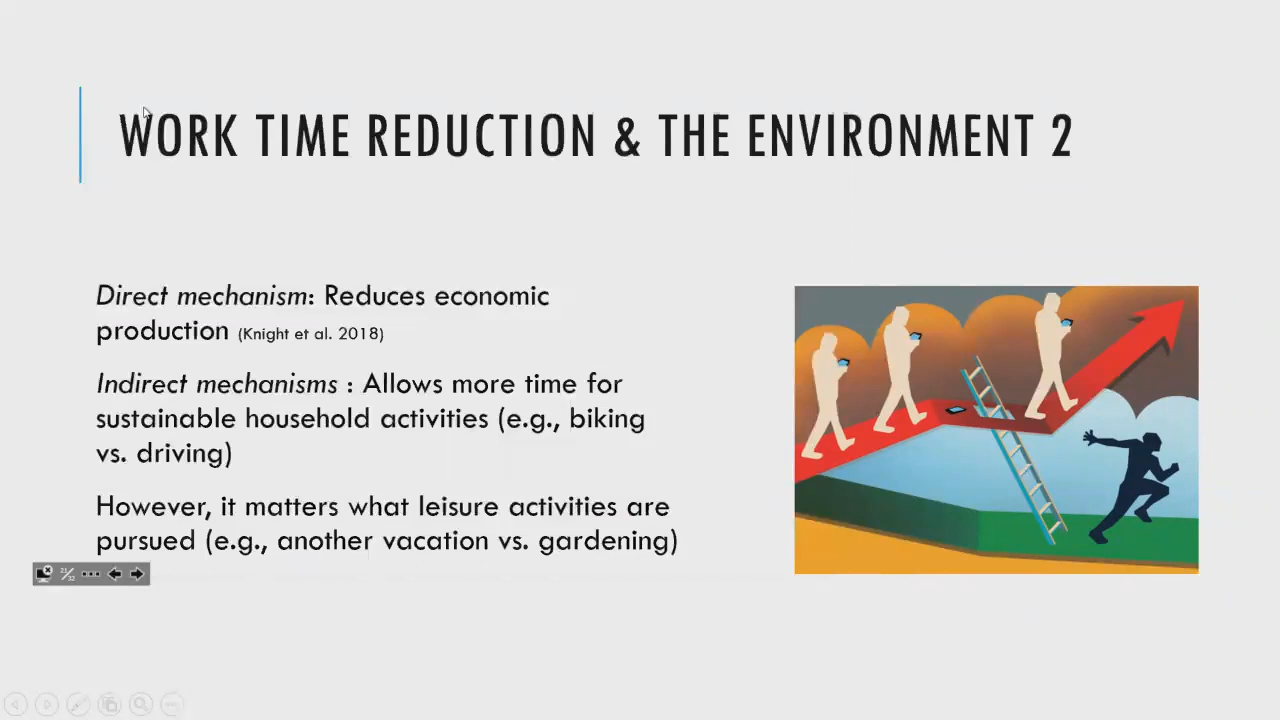 WORK TIME REDUCTION & THE ENVIRONMENT 2
Direct mechanism: Reduces economic
production (Knight et al. 2018)
Indirect mechanisms : Allows more time for
sustainable household activities (e.g., biking
vs. driving)
However, it matters what leisure activities are
pursued (e.g., another vacation vs. gardening)
21/32